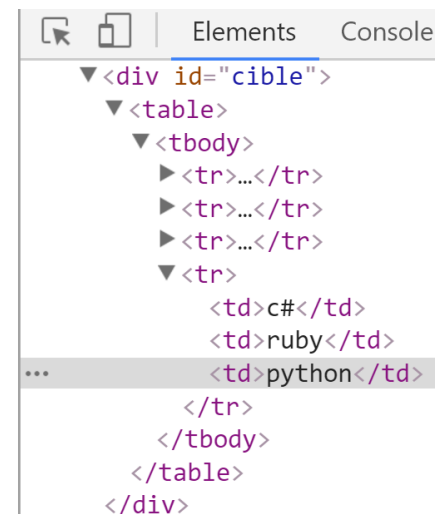 Elements Console
▼<div id="cible">
▼<table>
▼<tbody>
▶<tr>…</tr>
▶<tr>…</tr>
▶<tr>…</tr>
▼<tr>
<td>c#</td>
<td>ruby</td>
<td>python</td>
</tr>
</tbody>
</table>
</div>